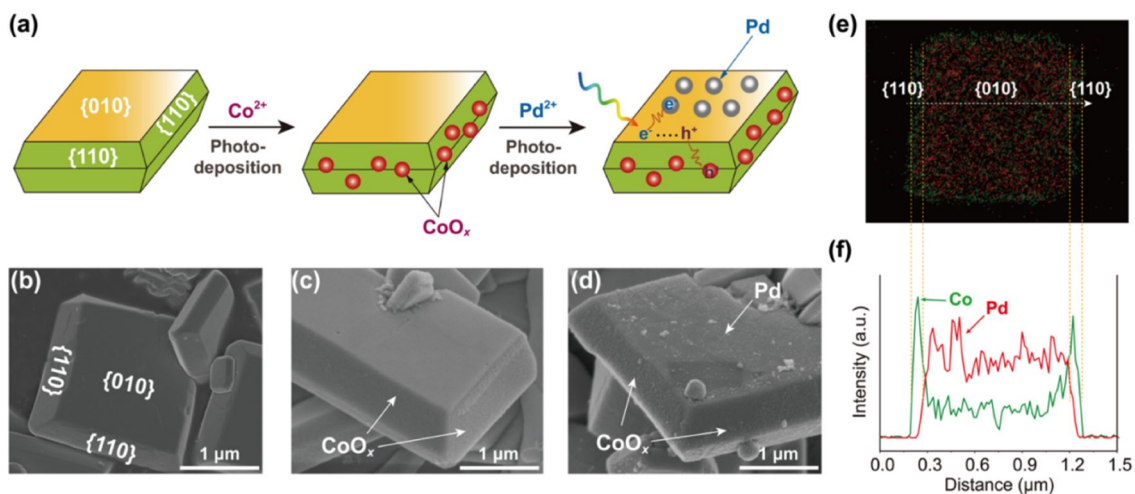 (a)
{010}
{110}
{110}
Co²⁺
Photo-
deposition
CoOₓ
Pd²⁺
Photo-
deposition
Pd
e⁻
e⁻ ···· h⁺
h
(b)
{110}
{010}
{110}
1 µm
(c)
CoOₓ
1 µm
(d)
Pd
CoOₓ
1 µm
(e)
{110}
{010}
{110}
(f)
Co
Pd
Intensity (a.u.)
0.0 0.3 0.6 0.9 1.2 1.5
Distance (µm)